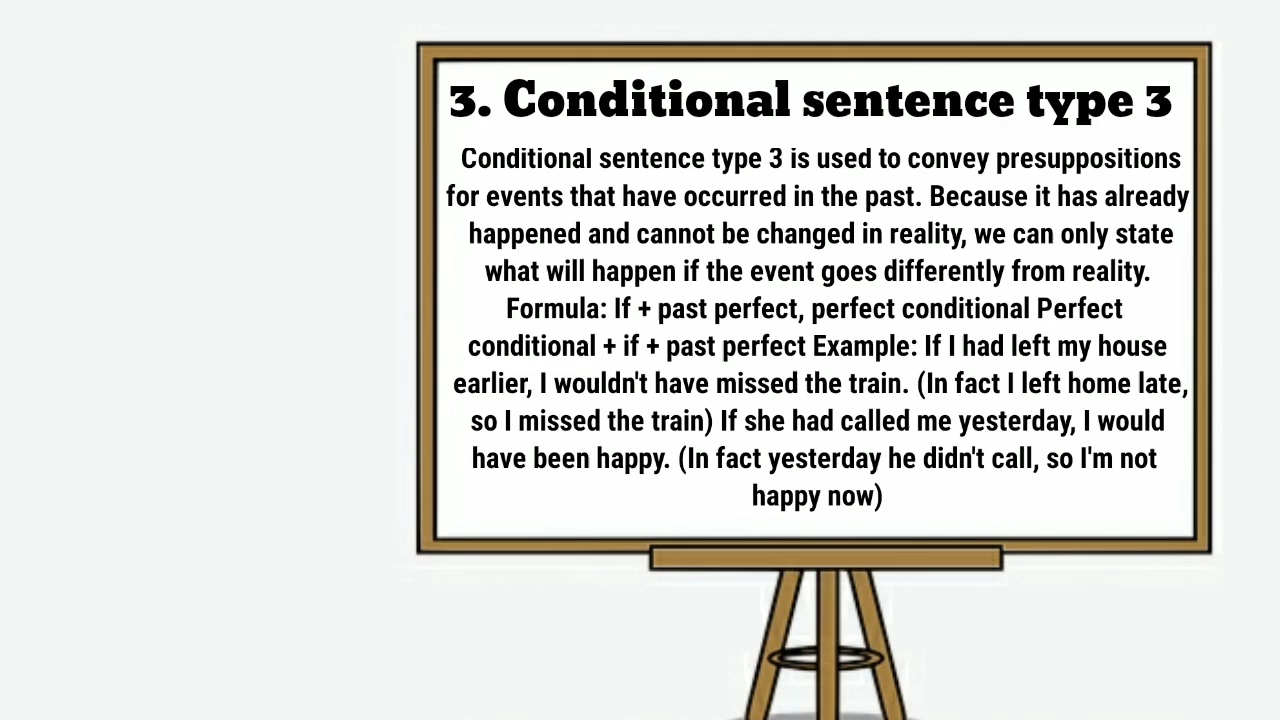 3. Conditional sentence type 3
Conditional sentence type 3 is used to convey presuppositions
for events that have occurred in the past. Because it has already
happened and cannot be changed in reality, we can only state
what will happen if the event goes differently from reality.
Formula: If + past perfect, perfect conditional Perfect
conditional + if + past perfect Example: If I had left my house
earlier, I wouldn't have missed the train. (In fact I left home late,
so I missed the train) If she had called me yesterday, I would
have been happy. (In fact yesterday he didn't call, so I'm not
happy now)